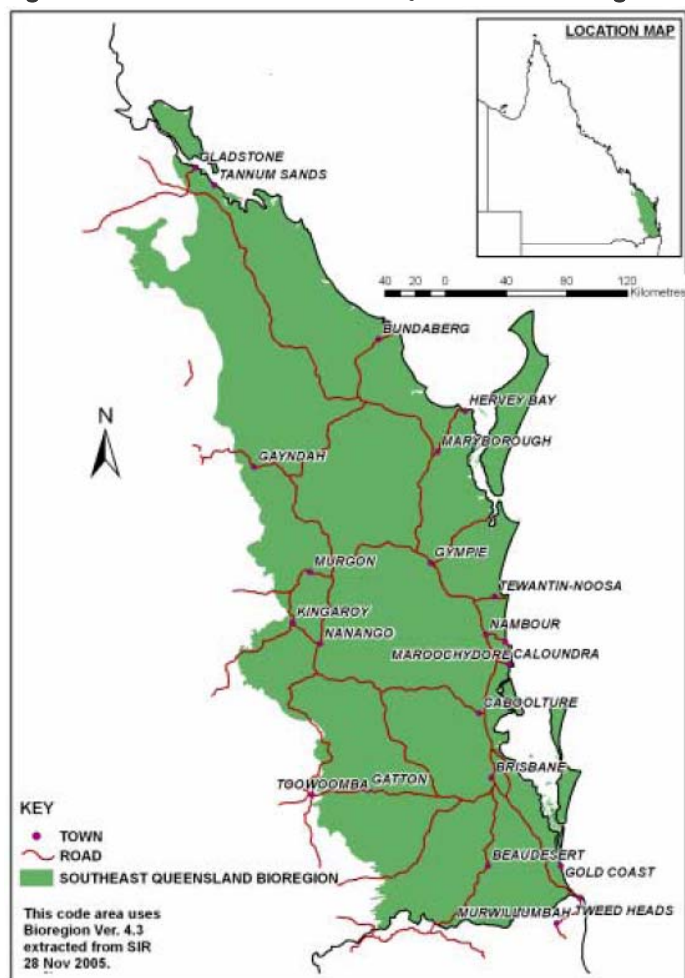 LOCATION MAP
GLADSTONE
TANNUM SANDS
40 20 0 40 80 120
Kilometres
BUNDABERG
HERVEY BAY
N
MARYBOROUGH
GAYNDAH
GYMPIE
MURGON
TEWANTIN-NOOSA
KINGAROY
NAMBOUR
NANANGO
MAROOCHYDORE CALOUNDRA
CABOOLTURE
BRISBANE
TOOWOOMBA GATTON
KEY
TOWN
ROAD
SOUTHEAST QUEENSLAND BIOREGION
BEAUDESERT
GOLD COAST
MURWILLUMBAH TWEED HEADS
This code area uses
Bioregion Ver. 4.3
extracted from SIR
28 Nov 2005.